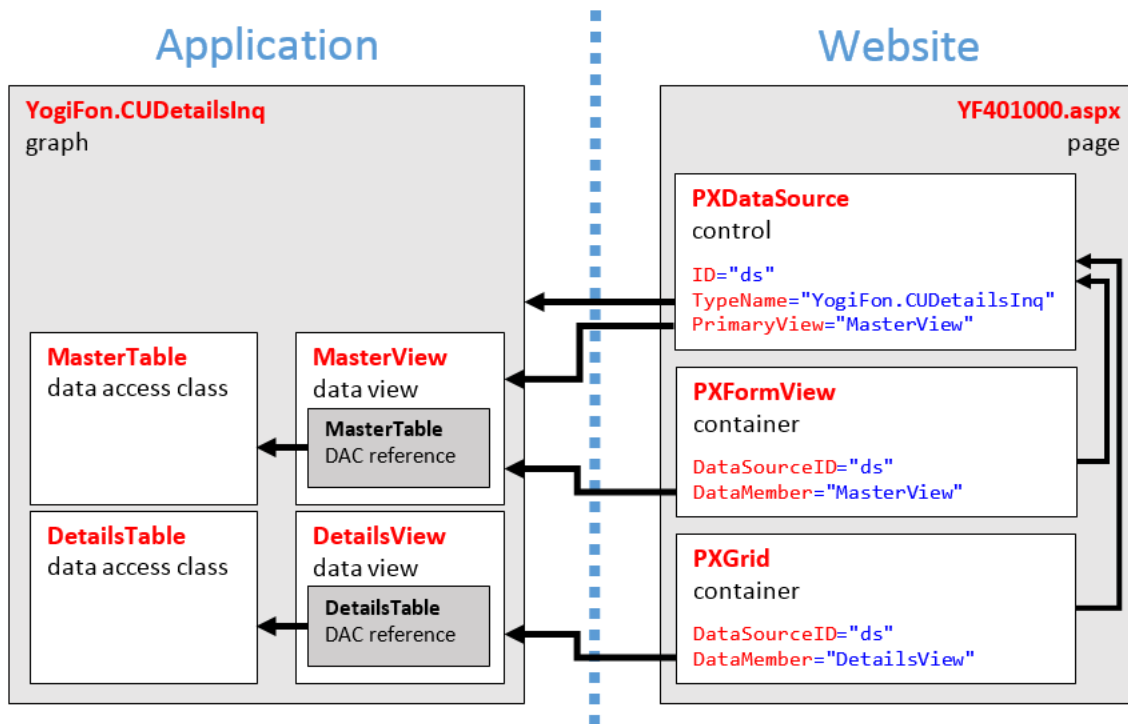 Application
Website
YogiFon.CUDetailsInq
graph
YF401000.aspx
page
PXDataSource
control
ID="ds"
TypeName="YogiFon.CUDetailsInq"
PrimaryView="MasterView"
MasterTable
data access class
MasterView
data view
MasterTable
DAC reference
PXFormView
container
DataSourceID="ds"
DataMember="MasterView"
DetailsTable
data access class
DetailsView
data view
DetailsTable
DAC reference
PXGrid
container
DataSourceID="ds"
DataMember="DetailsView"